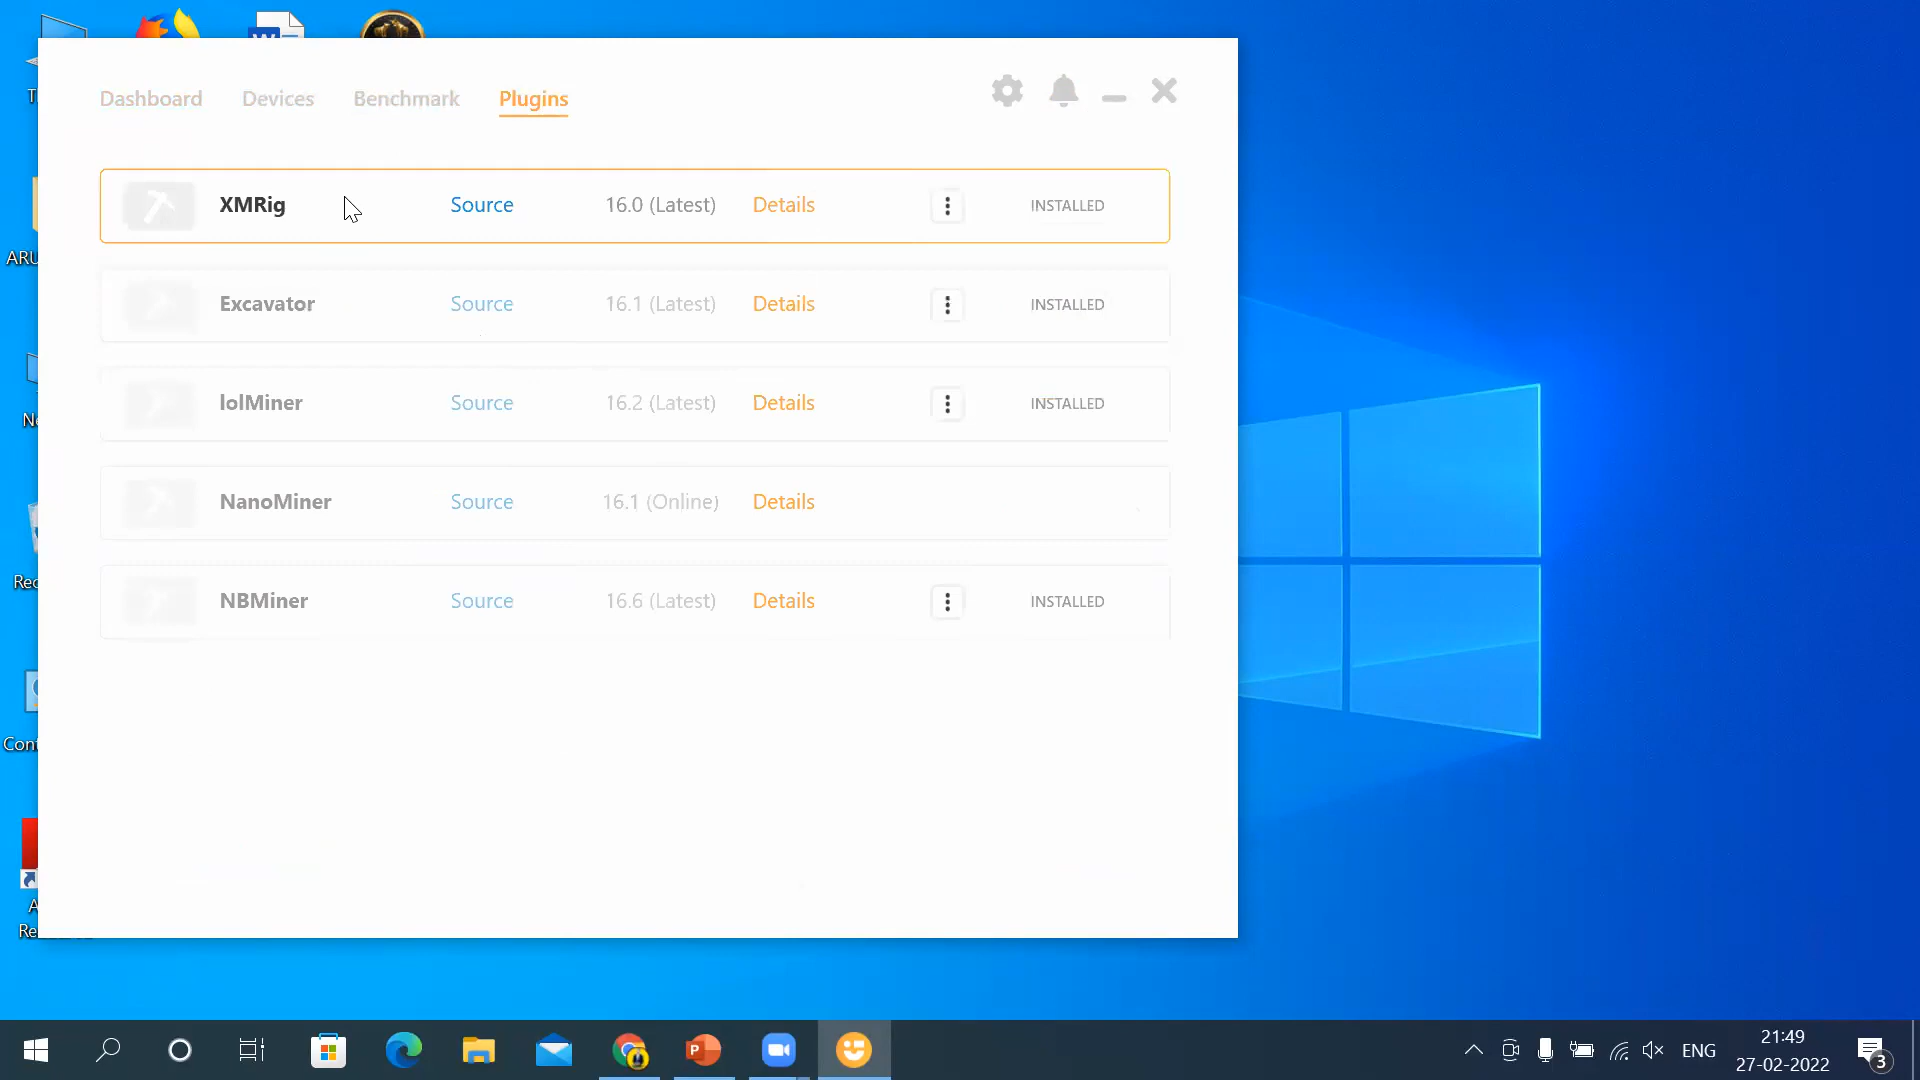 Dashboard Devices Benchmark Plugins
XMRig Source 16.0 (Latest) Details INSTALLED
Excavator Source 16.1 (Latest) Details INSTALLED
lolMiner Source 16.2 (Latest) Details INSTALLED
NanoMiner Source 16.1 (Online) Details
NBMiner Source 16.6 (Latest) Details INSTALLED
ENG
21:49
27-02-2022
3